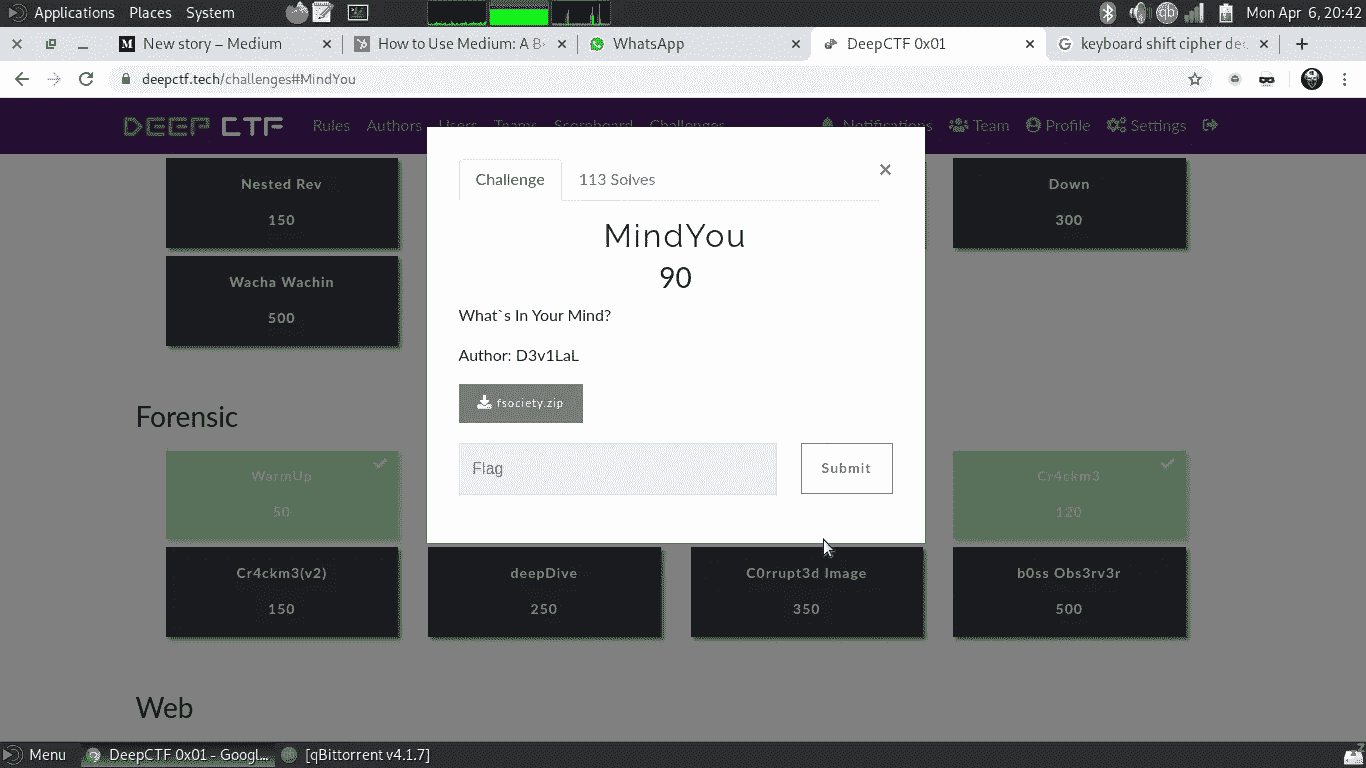 Applications Places System Mon Apr 6, 20:42
New story – Medium How to Use Medium: A B WhatsApp DeepCTF 0x01 keyboard shift cipher de
deepctf.tech/challenges#MindYou
DEEP CTF Rules Authors Users Teams Scoreboard Challenges Notifications Team Profile Settings
Challenge 113 Solves ×
Nested Rev
150
Down
300
MindYou
90
Wacha Wachin
500
What`s In Your Mind?
Author: D3v1LaL
fsociety.zip
Flag Submit
Forensic
WarmUp
50
Cr4ckm3
120
Cr4ckm3(v2) deepDive C0rrupt3d Image b0ss Obs3rv3r
150 250 350 500
Web
Menu DeepCTF 0x01 - Googl... [qBittorrent v4.1.7]